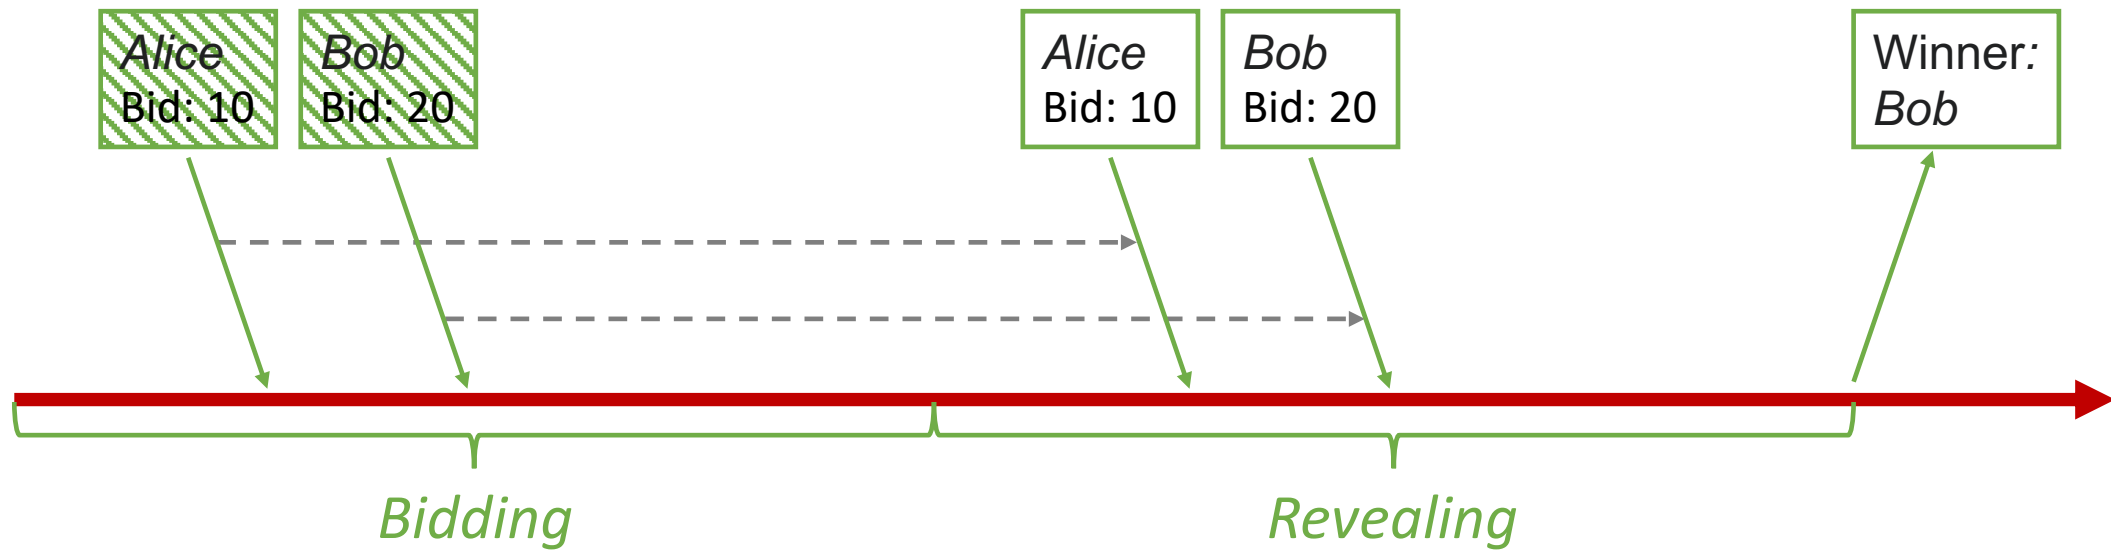 Alice
Bid: 10
Bob
Bid: 20
Alice
Bid: 10
Bob
Bid: 20
Winner:
Bob
Bidding
Revealing